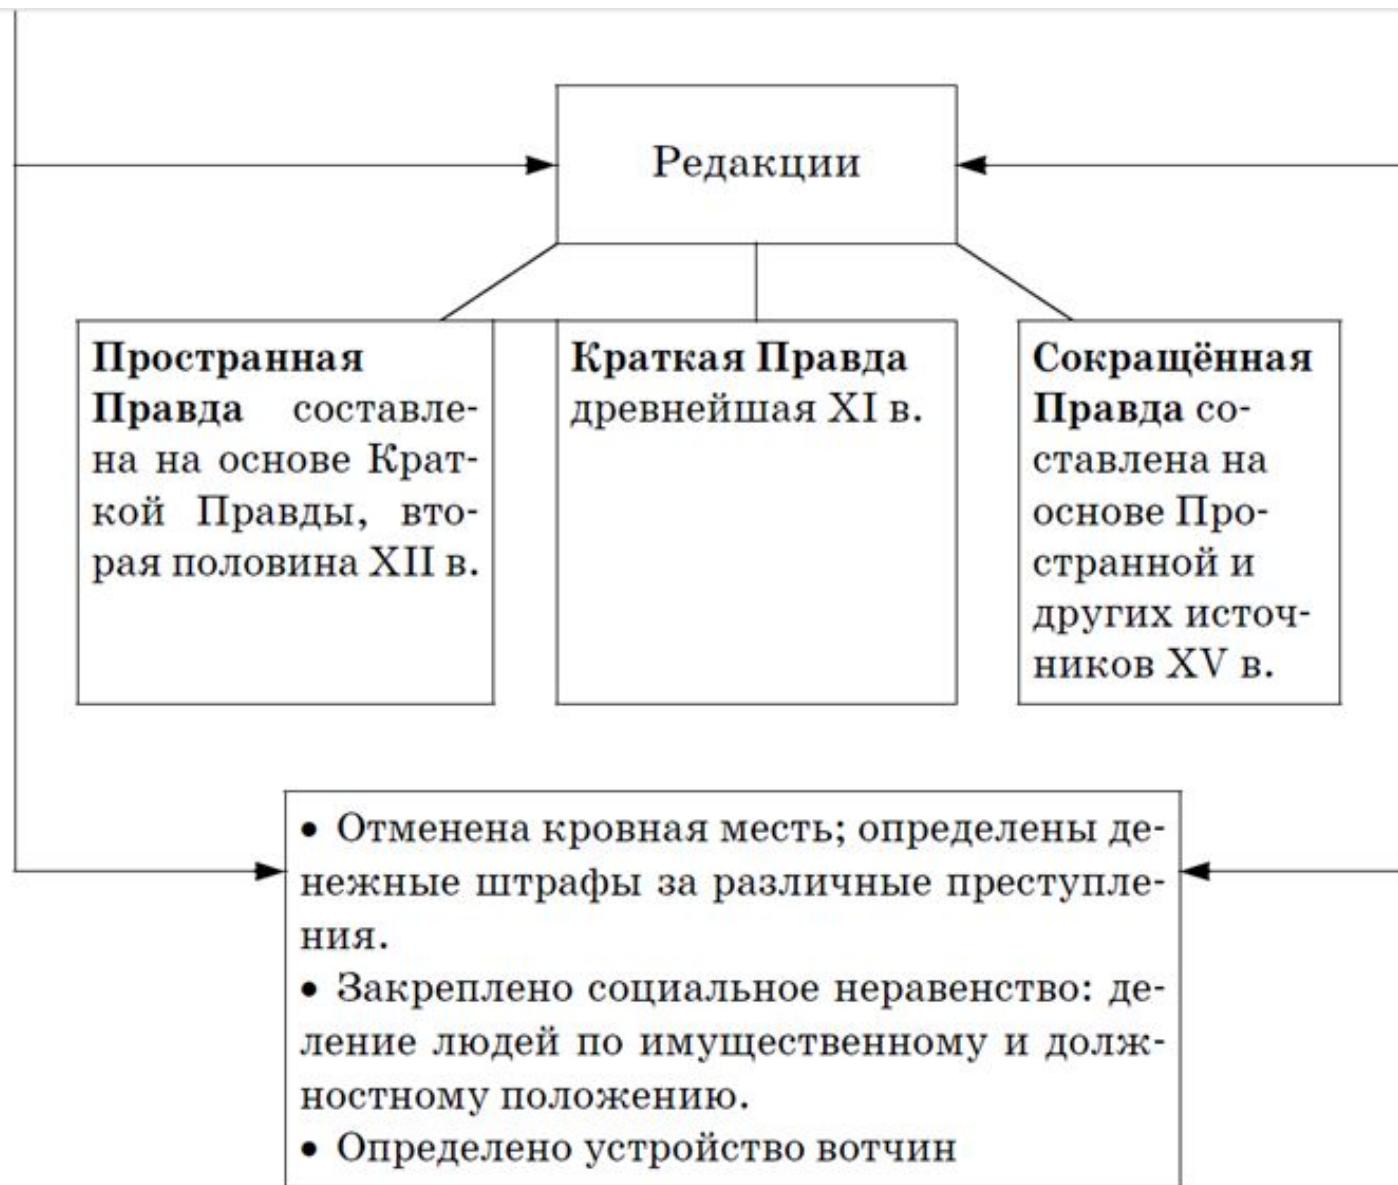 Редакции
Пространная
Правда составле-
на на основе Крат-
кой Правды, вто-
рая половина XII в.
Краткая Правда
древнейшая XI в.
Сокращённая
Правда со-
ставлена на
основе Про-
странной и
других источ-
ников XV в.
• Отменена кровная месть; определены де-
нежные штрафы за различные преступле-
ния.
• Закреплено социальное неравенство: де-
ление людей по имущественному и долж-
ностному положению.
• Определено устройство вотчин